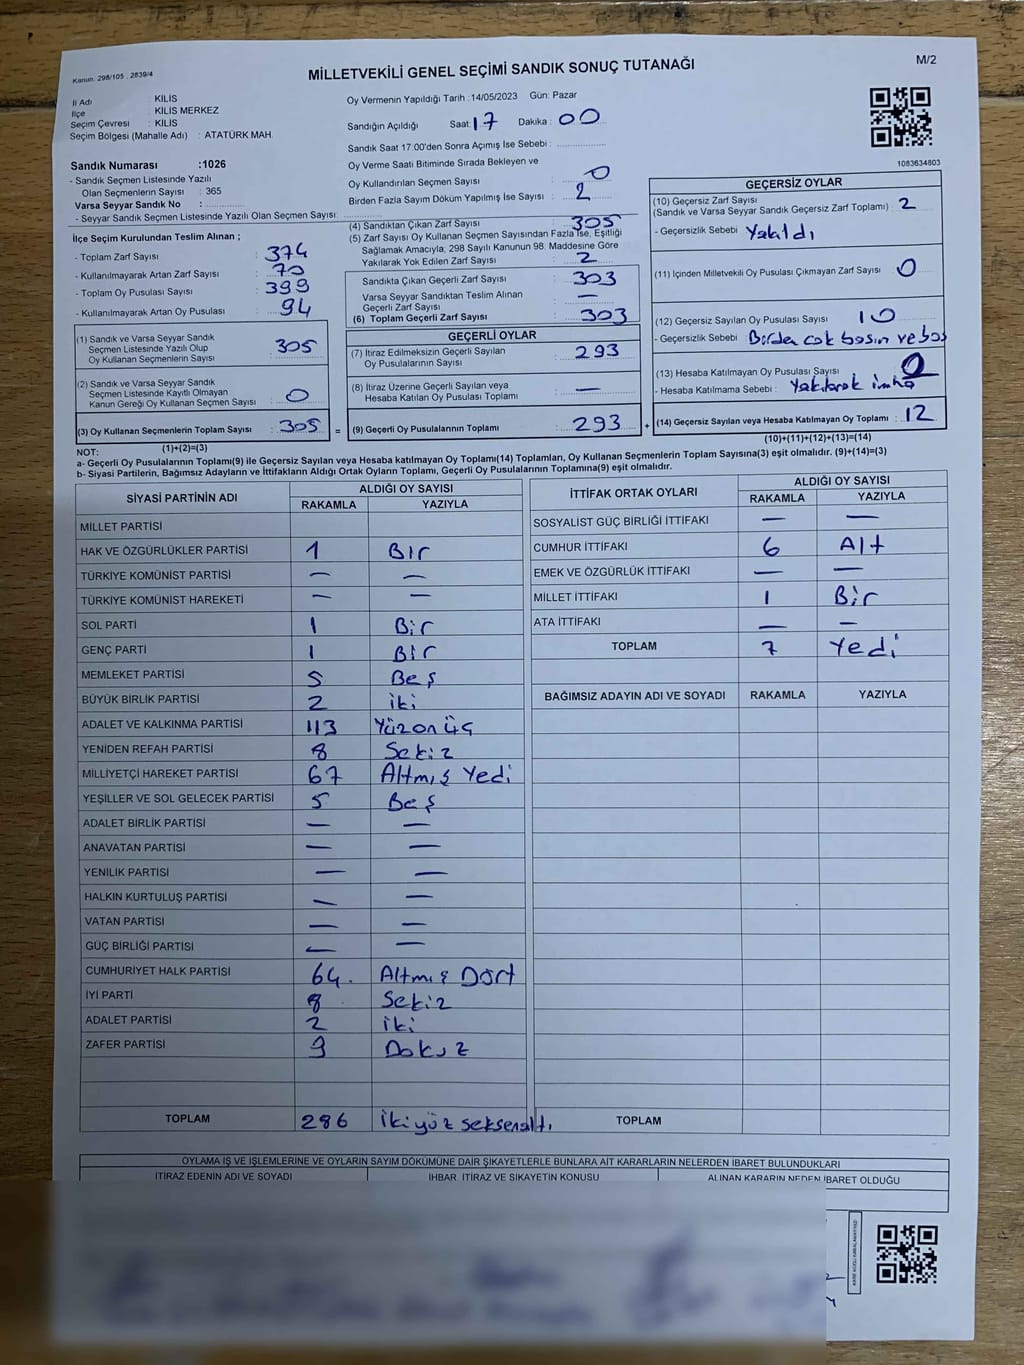 Kanun. 298/105 . 2839/4
MİLLETVEKİLİ GENEL SEÇİMİ SANDIK SONUÇ TUTANAĞI
M/2
İl Adı : KİLİS
İlçe : KİLİS MERKEZ
Seçim Çevresi : KİLİS
Seçim Bölgesi (Mahalle Adı) : ATATÜRK MAH.
Oy Vermenin Yapıldığı Tarih :14/05/2023 Gün: Pazar
Sandığın Açıldığı Saat: 17 Dakika : 00
Sandık Saat 17:00'den Sonra Açımış İse Sebebi :
Oy Verme Saati Bitiminde Sırada Bekleyen ve
Oy Kullandırılan Seçmen Sayısı : 0
Birden Fazla Sayım Döküm Yapılmış İse Sayısı : 2
1083634803
Sandık Numarası :1026
- Sandık Seçmen Listesinde Yazılı
Olan Seçmenlerin Sayısı : 365
Varsa Seyyar Sandık No :
- Seyyar Sandık Seçmen Listesinde Yazılı Olan Seçmen Sayısı:
İlçe Seçim Kurulundan Teslim Alınan ;
- Toplam Zarf Sayısı : 374
- Kullanılmayarak Artan Zarf Sayısı : 70
- Toplam Oy Pusulası Sayısı : 399
- Kullanılmayarak Artan Oy Pusulası : 94
(1) Sandık ve Varsa Seyyar Sandık
Seçmen Listesinde Yazılı Olup
Oy Kullanan Seçmenlerin Sayısı : 305
(2) Sandık ve Varsa Seyyar Sandık
Seçmen Listesinde Kayıtlı Olmayan
Kanun Gereği Oy Kullanan Seçmen Sayısı : 0
(3) Oy Kullanan Seçmenlerin Toplam Sayısı : 305 =
(1)+(2)=(3)
(4) Sandıktan Çıkan Zarf Sayısı : 305
(5) Zarf Sayısı Oy Kullanan Seçmen Sayısından Fazla İse, Eşitliği
Sağlamak Amacıyla; 298 Sayılı Kanunun 98. Maddesine Göre
Yakılarak Yok Edilen Zarf Sayısı : 2
Sandıkta Çıkan Geçerli Zarf Sayısı : 303
Varsa Seyyar Sandıktan Teslim Alınan
Geçerli Zarf Sayısı : —
(6) Toplam Geçerli Zarf Sayısı : 303
GEÇERLİ OYLAR
(7) İtiraz Edilmeksizin Geçerli Sayılan
Oy Pusulalarının Sayısı : 293
(8) İtiraz Üzerine Geçerli Sayılan veya
Hesaba Katılan Oy Pusulası Toplamı : —
(9) Geçerli Oy Pusulalarının Toplamı : 293 +
GEÇERSİZ OYLAR
(10) Geçersiz Zarf Sayısı
(Sandık ve Varsa Seyyar Sandık Geçersiz Zarf Toplamı) : 2
- Geçersizlik Sebebi : Yakıldı
(11) İçinden Milletvekili Oy Pusulası Çıkmayan Zarf Sayısı : 0
(12) Geçersiz Sayılan Oy Pusulası Sayısı : 10
- Geçersizlik Sebebi : Birden cok basın ve boş
(13) Hesaba Katılmayan Oy Pusulası Sayısı : 0
- Hesaba Katılmama Sebebi : Yakılarak imha
(14) Geçersiz Sayılan veya Hesaba Katılmayan Oy Toplamı : 12
(10)+(11)+(12)+(13)=(14)
NOT:
a- Geçerli Oy Pusulalarının Toplamı(9) ile Geçersiz Sayılan veya Hesaba katılmayan Oy Toplamı(14) Toplamları, Oy Kullanan Seçmenlerin Toplam Sayısına(3) eşit olmalıdır. (9)+(14)=(3)
b- Siyasi Partilerin, Bağımsız Adayların ve İttifakların Aldığı Ortak Oyların Toplamı, Geçerli Oy Pusulalarının Toplamına(9) eşit olmalıdır.
SİYASİ PARTİNİN ADI ALDIĞI OY SAYISI
RAKAMLA YAZIYLA
MİLLET PARTİSİ
HAK VE ÖZGÜRLÜKLER PARTİSİ 1 Bir
TÜRKİYE KOMÜNİST PARTİSİ — —
TÜRKİYE KOMÜNİST HAREKETİ — —
SOL PARTİ 1 Bir
GENÇ PARTİ 1 Bir
MEMLEKET PARTİSİ 5 Beş
BÜYÜK BİRLİK PARTİSİ 2 iki
ADALET VE KALKINMA PARTİSİ 113 Yüzonüç
YENİDEN REFAH PARTİSİ 8 Sekiz
MİLLİYETÇİ HAREKET PARTİSİ 67 Altmış Yedi
YEŞİLLER VE SOL GELECEK PARTİSİ 5 Beş
ADALET BİRLİK PARTİSİ — —
ANAVATAN PARTİSİ — —
YENİLİK PARTİSİ — —
HALKIN KURTULUŞ PARTİSİ — —
VATAN PARTİSİ — —
GÜÇ BİRLİĞİ PARTİSİ — —
CUMHURİYET HALK PARTİSİ 64. Altmış Dört
İYİ PARTİ 8 Sekiz
ADALET PARTİSİ 2 iki
ZAFER PARTİSİ 9 Dokuz
TOPLAM 286 ikiyüz seksenaltı
İTTİFAK ORTAK OYLARI ALDIĞI OY SAYISI
RAKAMLA YAZIYLA
SOSYALİST GÜÇ BİRLİĞİ İTTİFAKI — —
CUMHUR İTTİFAKI 6 Altı
EMEK VE ÖZGÜRLÜK İTTİFAKI — —
MİLLET İTTİFAKI 1 Bir
ATA İTTİFAKI — —
TOPLAM 7 Yedi
BAĞIMSIZ ADAYIN ADI VE SOYADI RAKAMLA YAZIYLA
TOPLAM
OYLAMA İŞ VE İŞLEMLERİNE VE OYLARIN SAYIM DÖKÜMÜNE DAİR ŞİKAYETLERLE BUNLARA AİT KARARLARIN NELERDEN İBARET BULUNDUKLARI
İTİRAZ EDENİN ADI VE SOYADI İHBAR, İTİRAZ VE ŞİKAYETİN KONUSU ALINAN KARARIN NEDEN İBARET OLDUĞU